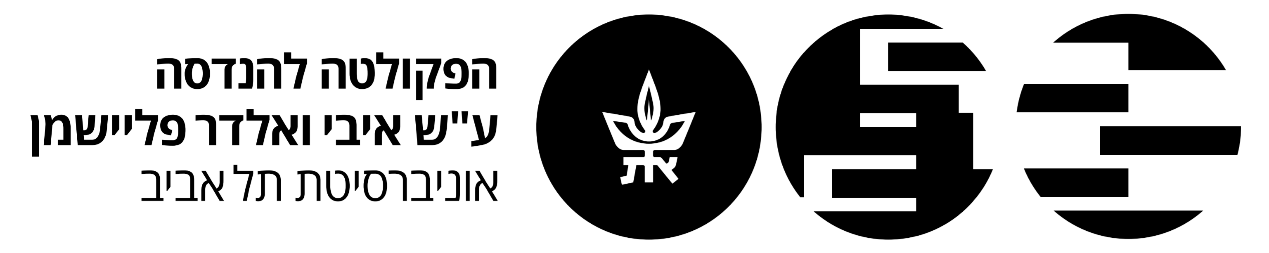 הפקולטה להנדסה
ע"ש איבי ואלדר פליישמן
אוניברסיטת תל אביב
את